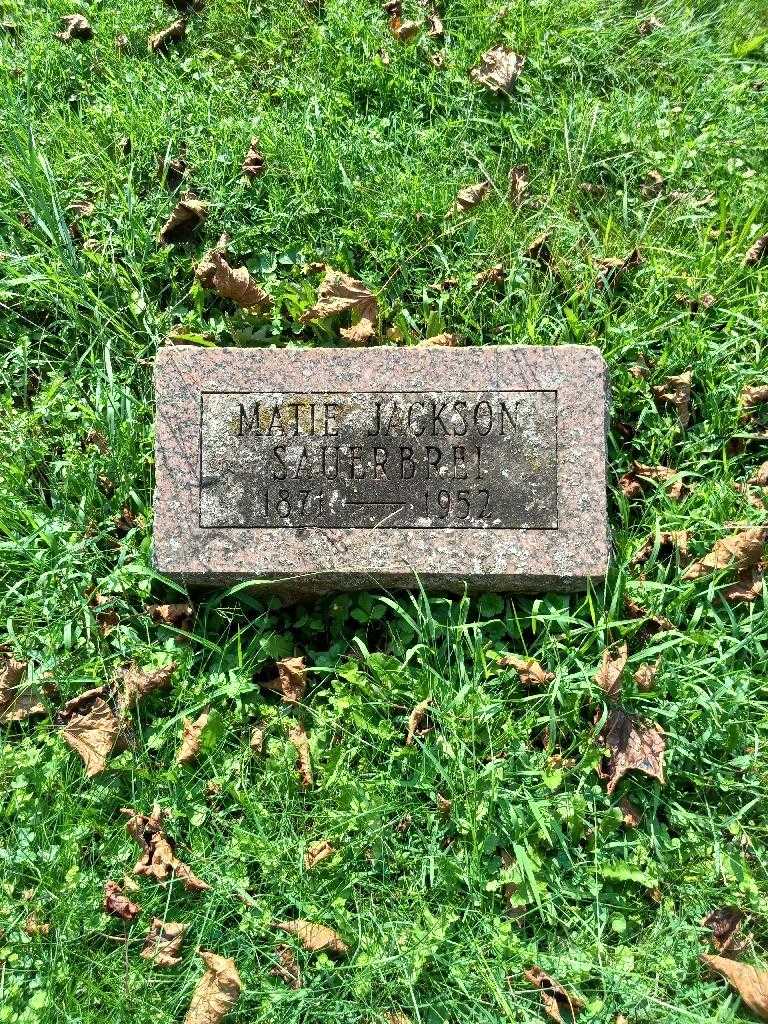 MATIE JACKSON
SAUERBREI
1871 — 1952